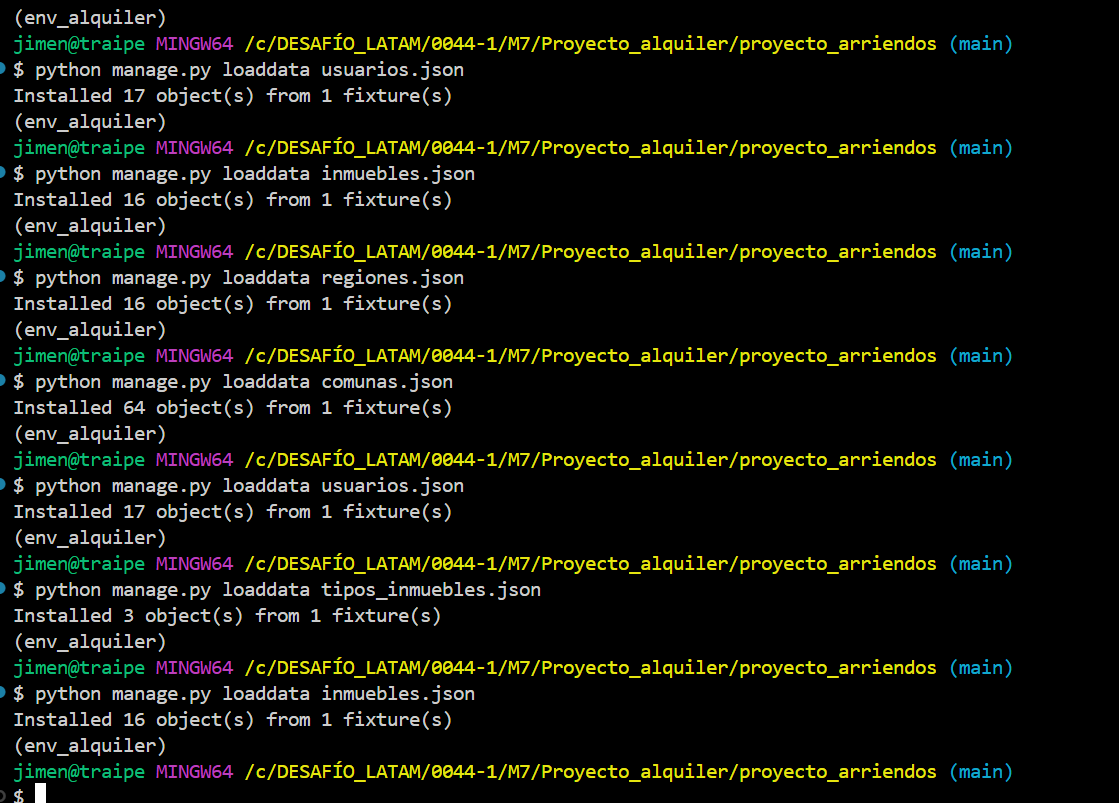 (env_alquiler)
jimen@traipe MINGW64 /c/DESAFÍO_LATAM/0044-1/M7/Proyecto_alquiler/proyecto_arriendos (main)
$ python manage.py loaddata usuarios.json
Installed 17 object(s) from 1 fixture(s)
(env_alquiler)
jimen@traipe MINGW64 /c/DESAFÍO_LATAM/0044-1/M7/Proyecto_alquiler/proyecto_arriendos (main)
$ python manage.py loaddata inmuebles.json
Installed 16 object(s) from 1 fixture(s)
(env_alquiler)
jimen@traipe MINGW64 /c/DESAFÍO_LATAM/0044-1/M7/Proyecto_alquiler/proyecto_arriendos (main)
$ python manage.py loaddata regiones.json
Installed 16 object(s) from 1 fixture(s)
(env_alquiler)
jimen@traipe MINGW64 /c/DESAFÍO_LATAM/0044-1/M7/Proyecto_alquiler/proyecto_arriendos (main)
$ python manage.py loaddata comunas.json
Installed 64 object(s) from 1 fixture(s)
(env_alquiler)
jimen@traipe MINGW64 /c/DESAFÍO_LATAM/0044-1/M7/Proyecto_alquiler/proyecto_arriendos (main)
$ python manage.py loaddata usuarios.json
Installed 17 object(s) from 1 fixture(s)
(env_alquiler)
jimen@traipe MINGW64 /c/DESAFÍO_LATAM/0044-1/M7/Proyecto_alquiler/proyecto_arriendos (main)
$ python manage.py loaddata tipos_inmuebles.json
Installed 3 object(s) from 1 fixture(s)
(env_alquiler)
jimen@traipe MINGW64 /c/DESAFÍO_LATAM/0044-1/M7/Proyecto_alquiler/proyecto_arriendos (main)
$ python manage.py loaddata inmuebles.json
Installed 16 object(s) from 1 fixture(s)
(env_alquiler)
jimen@traipe MINGW64 /c/DESAFÍO_LATAM/0044-1/M7/Proyecto_alquiler/proyecto_arriendos (main)
$